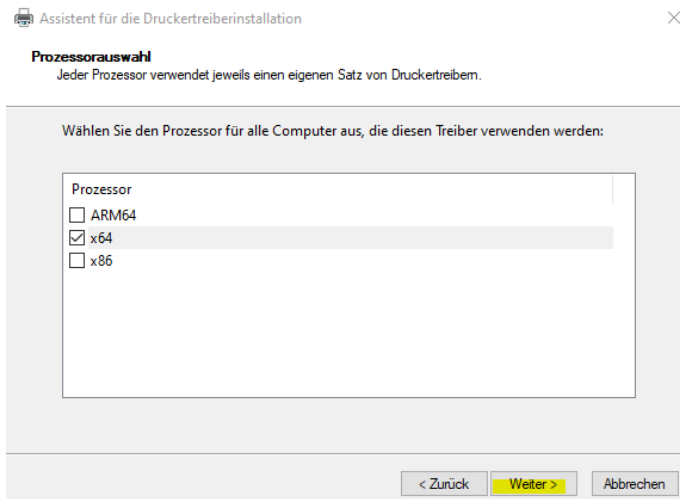 Assistent für die Druckertreiberinstallation
Prozessorauswahl
Jeder Prozessor verwendet jeweils einen eigenen Satz von Druckertreibern.
Wählen Sie den Prozessor für alle Computer aus, die diesen Treiber verwenden werden:
Prozessor
ARM64
x64
x86
< Zurück Weiter > Abbrechen